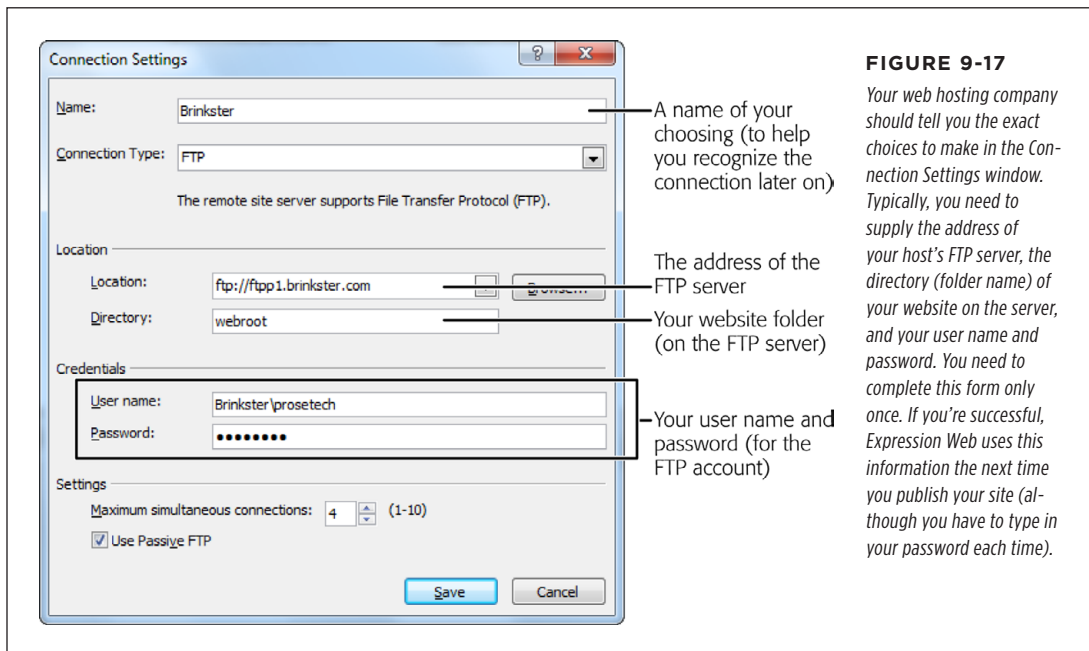 Connection Settings
Name:
Brinkster
A name of your
choosing (to help
you recognize the
connection later on)
Connection Type:
FTP
The remote site server supports File Transfer Protocol (FTP).
Location
Location:
ftp://ftpp1.brinkster.com
The address of the
FTP server
Directory:
webroot
Your website folder
(on the FTP server)
Credentials
User name:
Brinkster\prosetech
Password:
••••••••
Your user name and
password (for the
FTP account)
Settings
Maximum simultaneous connections: 4 (1-10)
Use Passive FTP
Save
Cancel
FIGURE 9-17
Your web hosting company
should tell you the exact
choices to make in the Con-
nection Settings window.
Typically, you need to
supply the address of
your host's FTP server, the
directory (folder name) of
your website on the server,
and your user name and
password. You need to
complete this form only
once. If you're successful,
Expression Web uses this
information the next time
you publish your site (al-
though you have to type in
your password each time).